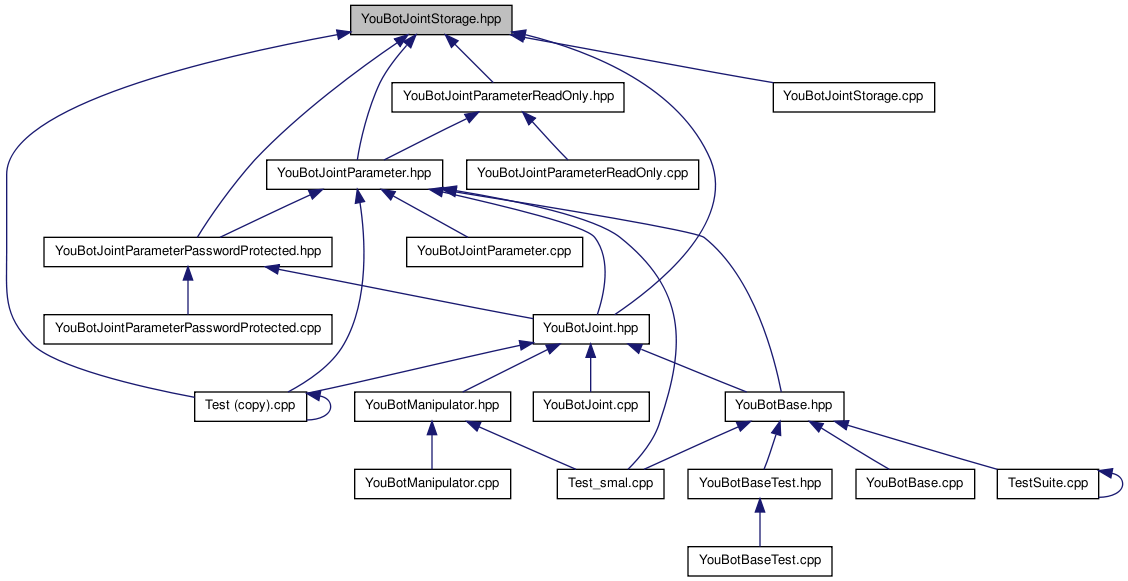 YouBotJointStorage.hpp
YouBotJointParameterReadOnly.hpp
YouBotJointStorage.cpp
YouBotJointParameter.hpp
YouBotJointParameterReadOnly.cpp
YouBotJointParameterPasswordProtected.hpp
YouBotJointParameter.cpp
YouBotJointParameterPasswordProtected.cpp
YouBotJoint.hpp
Test (copy).cpp
YouBotManipulator.hpp
YouBotJoint.cpp
YouBotBase.hpp
YouBotManipulator.cpp
Test_smal.cpp
YouBotBaseTest.hpp
YouBotBase.cpp
TestSuite.cpp
YouBotBaseTest.cpp